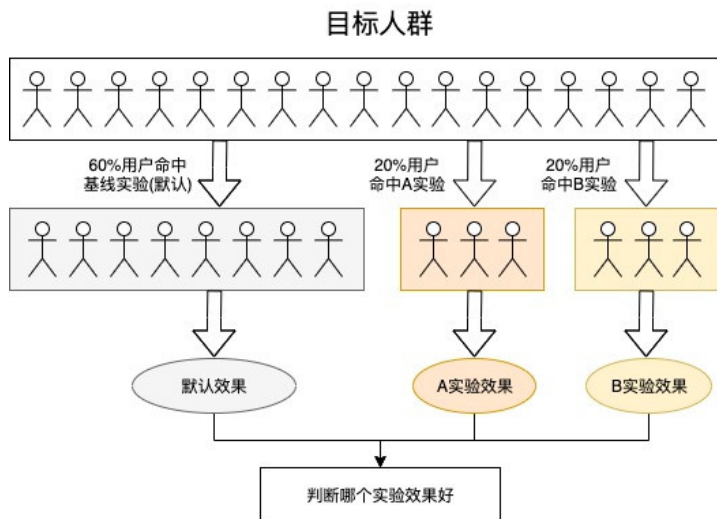 目标人群
60%用户命中
基线实验(默认)
20%用户
命中A实验
20%用户
命中B实验
默认效果
A实验效果
B实验效果
判断哪个实验效果好